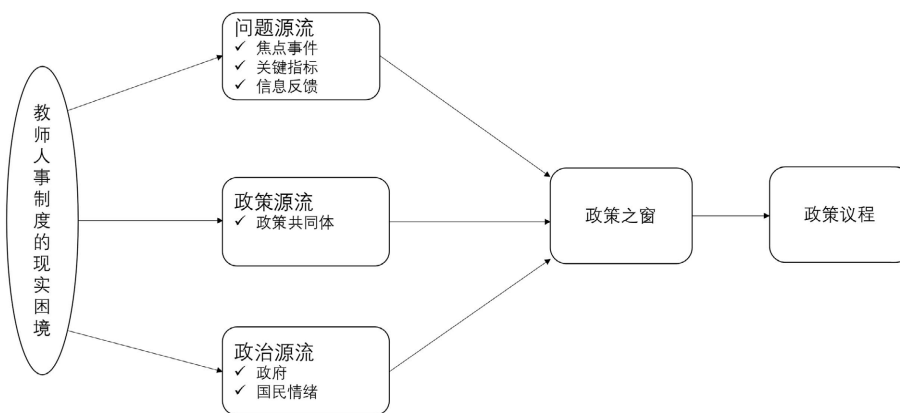 教师人事制度的现实困境
问题源流
✓ 焦点事件
✓ 关键指标
✓ 信息反馈
政策源流
✓ 政策共同体
政治源流
✓ 政府
✓ 国民情绪
政策之窗
政策议程